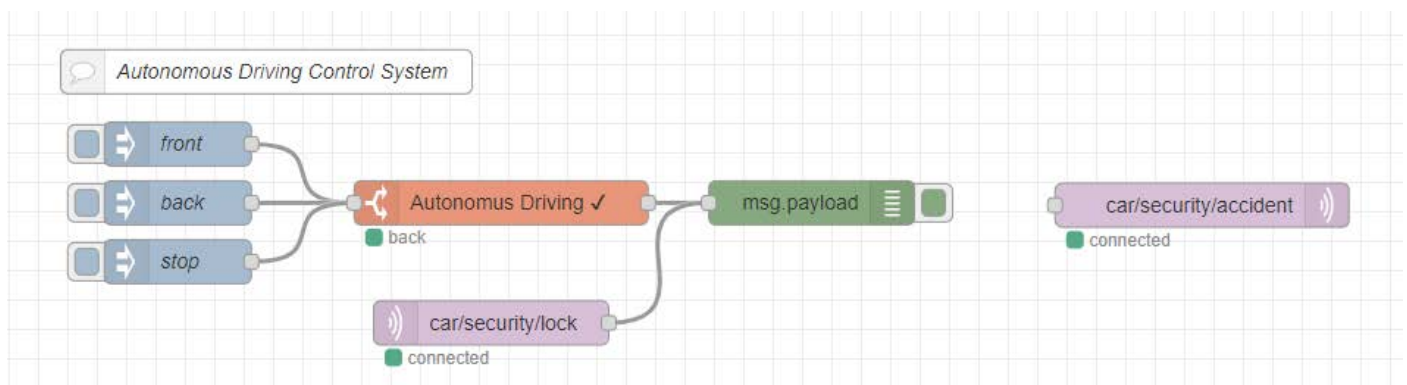 Autonomous Driving Control System
front
back
stop
Autonomus Driving ✓
back
msg.payload
car/security/accident
connected
car/security/lock
connected